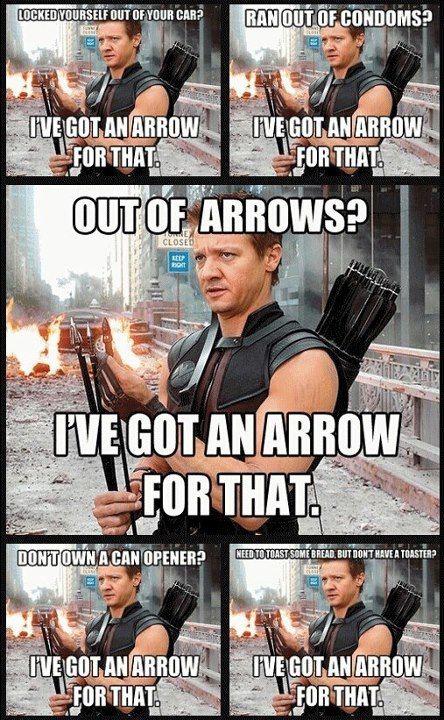 LOCKED YOURSELF OUT OF YOUR CAR?
I'VE GOT AN ARROW
FOR THAT.
RAN OUT OF CONDOMS?
I'VE GOT AN ARROW
FOR THAT.
OUT OF ARROWS?
CLOSED
KEEP
RIGHT
I'VE GOT AN ARROW
FOR THAT.
DON'T OWN A CAN OPENER?
I'VE GOT AN ARROW
FOR THAT.
NEED TO TOAST SOME BREAD, BUT DON'T HAVE A TOASTER?
I'VE GOT AN ARROW
FOR THAT.